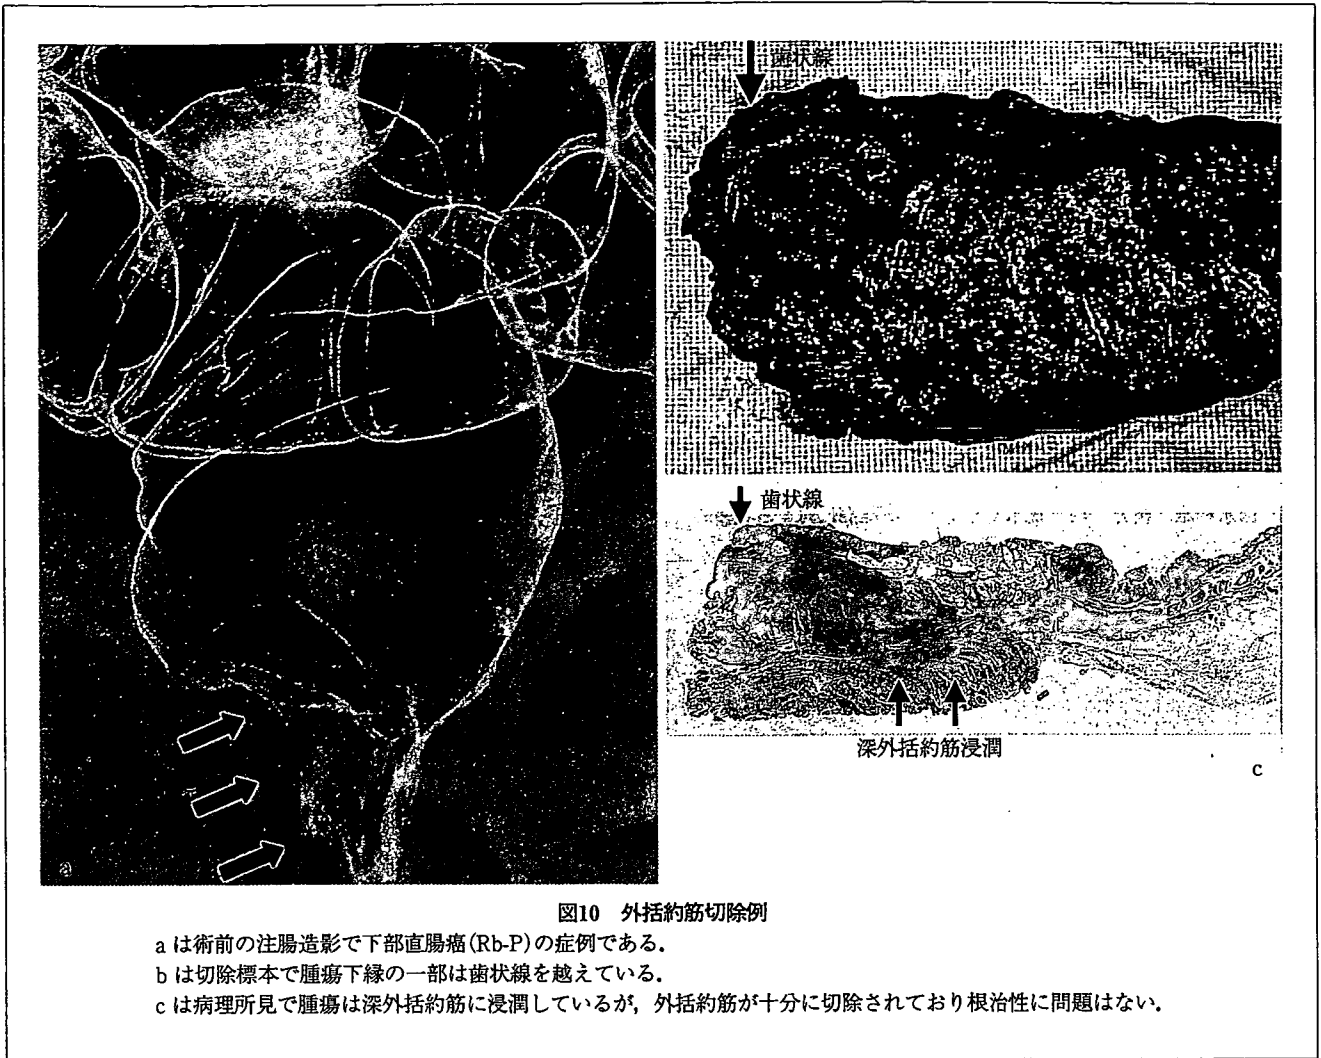 歯状線
歯状線
深外括約筋浸潤
a
c
図10 外括約筋切除例
a は術前の注腸造影で下部直腸癌(Rb-P)の症例である.
b は切除標本で腫瘍下縁の一部は歯状線を越えている.
c は病理所見で腫瘍は深外括約筋に浸潤しているが, 外括約筋が十分に切除されており根治性に問題はない.